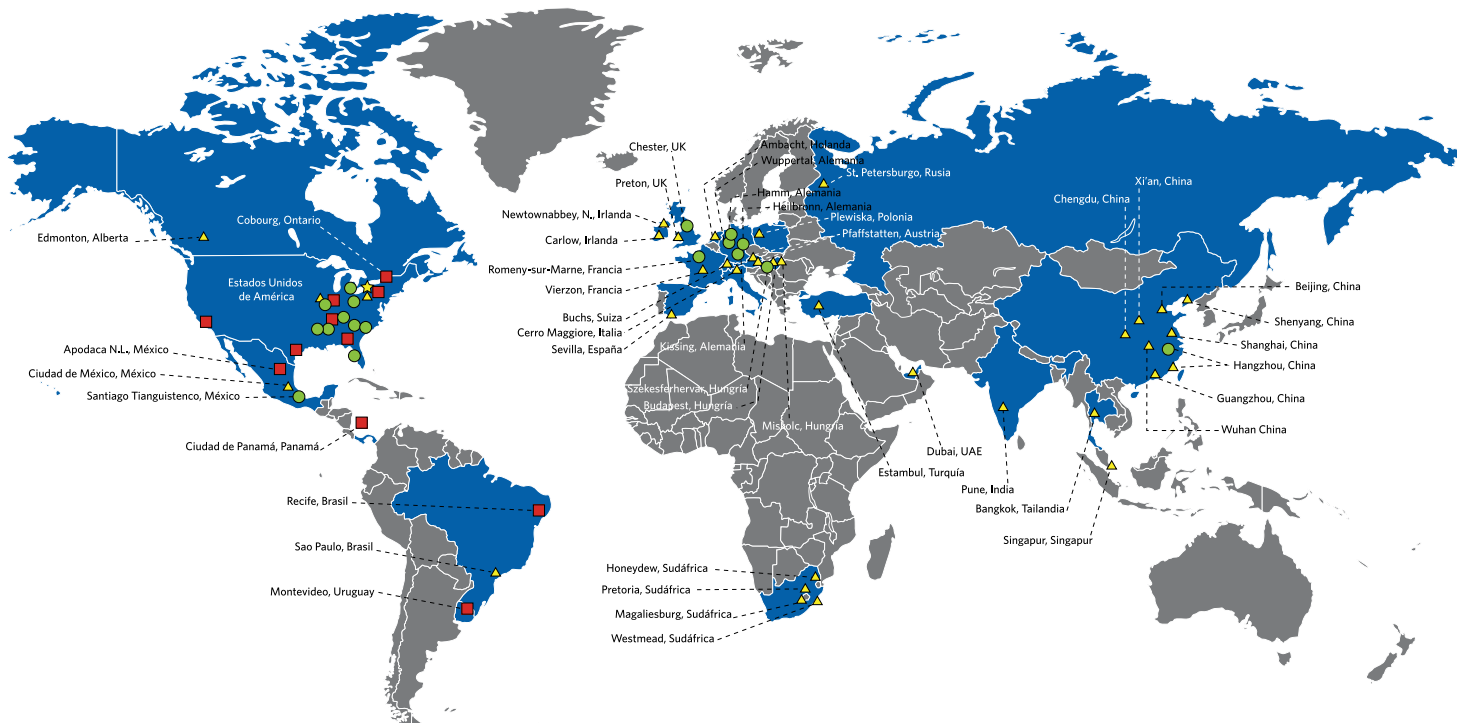 Edmonton, Alberta
Cobourg, Ontario
Estados Unidos
de América
Apodaca N.L., México
Ciudad de México, México
Santiago Tianguistenco, México
Ciudad de Panamá, Panamá
Recife, Brasil
Sao Paulo, Brasil
Montevideo, Uruguay
Chester, UK
Preton, UK
Newtownabbey, N., Irlanda
Carlow, Irlanda
Romeny-sur-Marne, Francia
Vierzon, Francia
Buchs, Suiza
Cerro Maggiore, Italia
Sevilla, España
Ambacht, Holanda
Wuppertal, Alemania
Hamm, Alemania
Heilbronn, Alemania
St. Petersburgo, Rusia
Plewiska, Polonia
Pfaffstatten, Austria
Kissing, Alemania
Szekesferhervar, Hungría
Budapest, Hungría
Miskolc, Hungría
Estambul, Turquía
Dubai, UAE
Pune, India
Bangkok, Tailandia
Singapur, Singapur
Honeydew, Sudáfrica
Pretoria, Sudáfrica
Magaliesburg, Sudáfrica
Westmead, Sudáfrica
Xi'an, China
Chengdu, China
Beijing, China
Shenyang, China
Shanghai, China
Hangzhou, China
Guangzhou, China
Wuhan China